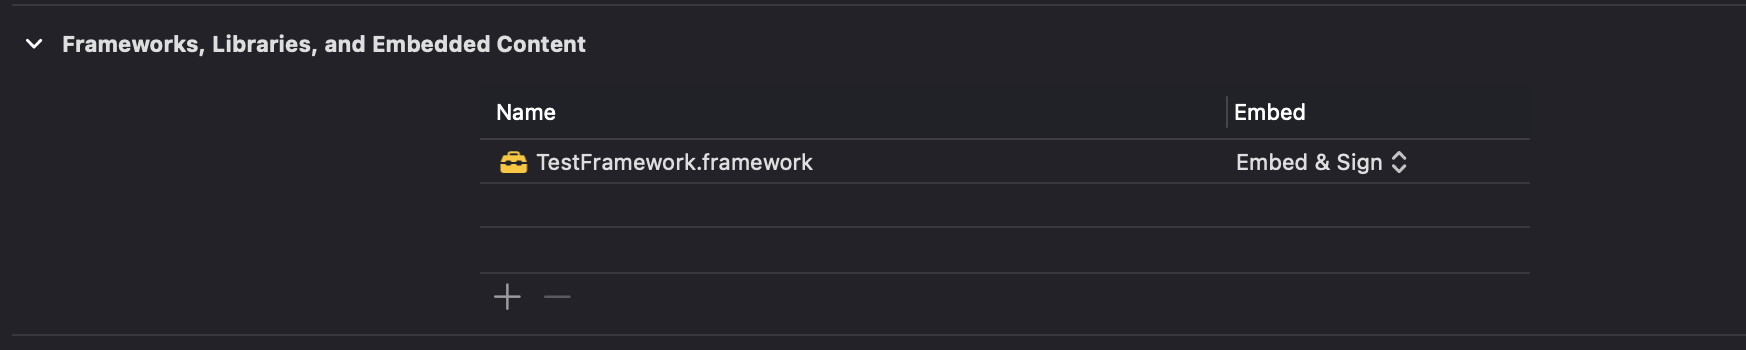 Frameworks, Libraries, and Embedded Content
Name Embed
TestFramework.framework Embed & Sign